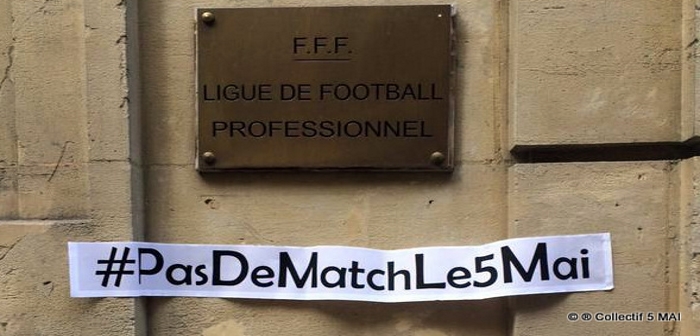 F.F.F.
LIGUE DE FOOTBALL
PROFESSIONNEL
#PasDeMatchLe5Mai
© ® Collectif 5 MAI